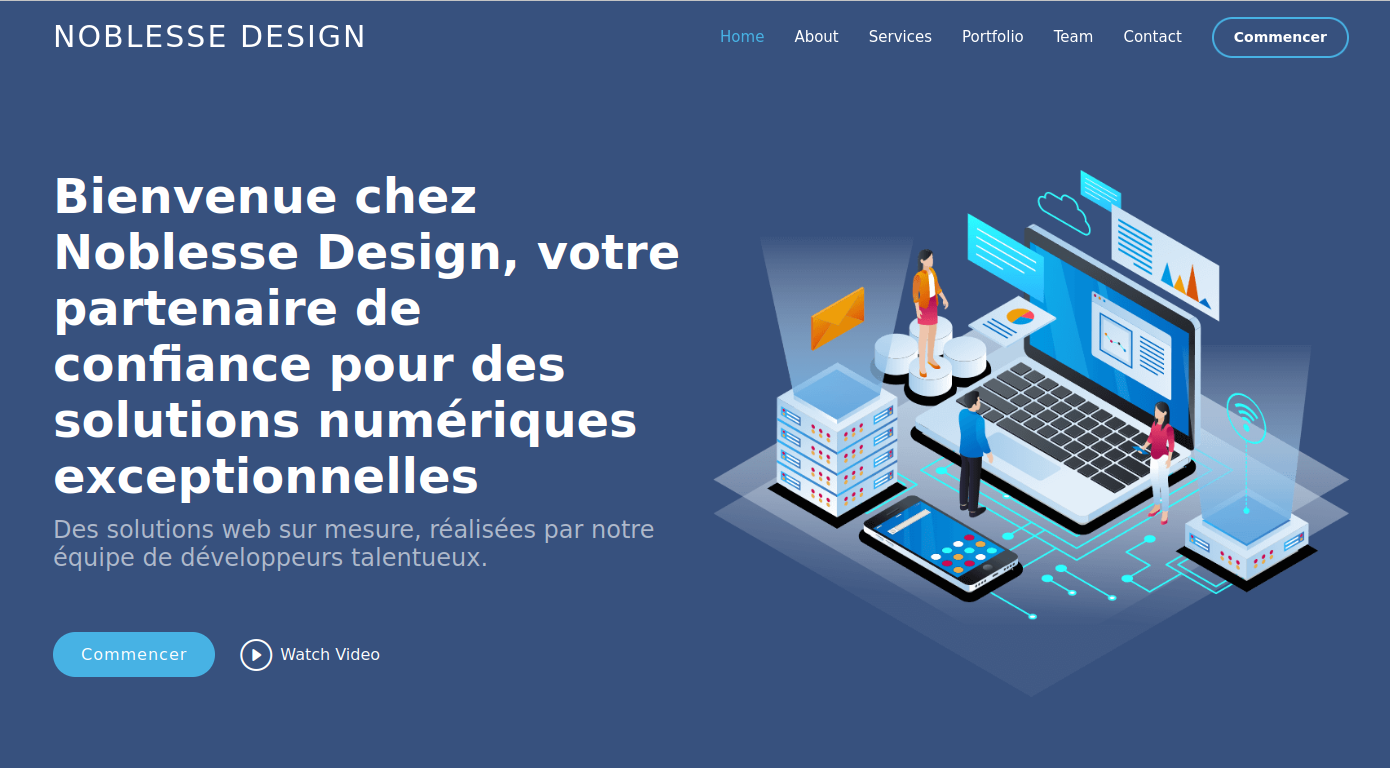 NOBLESSE DESIGN
Home About Services Portfolio Team Contact Commencer
Bienvenue chez
Noblesse Design, votre
partenaire de
confiance pour des
solutions numériques
exceptionnelles
Des solutions web sur mesure, réalisées par notre
équipe de développeurs talentueux.
Commencer Watch Video